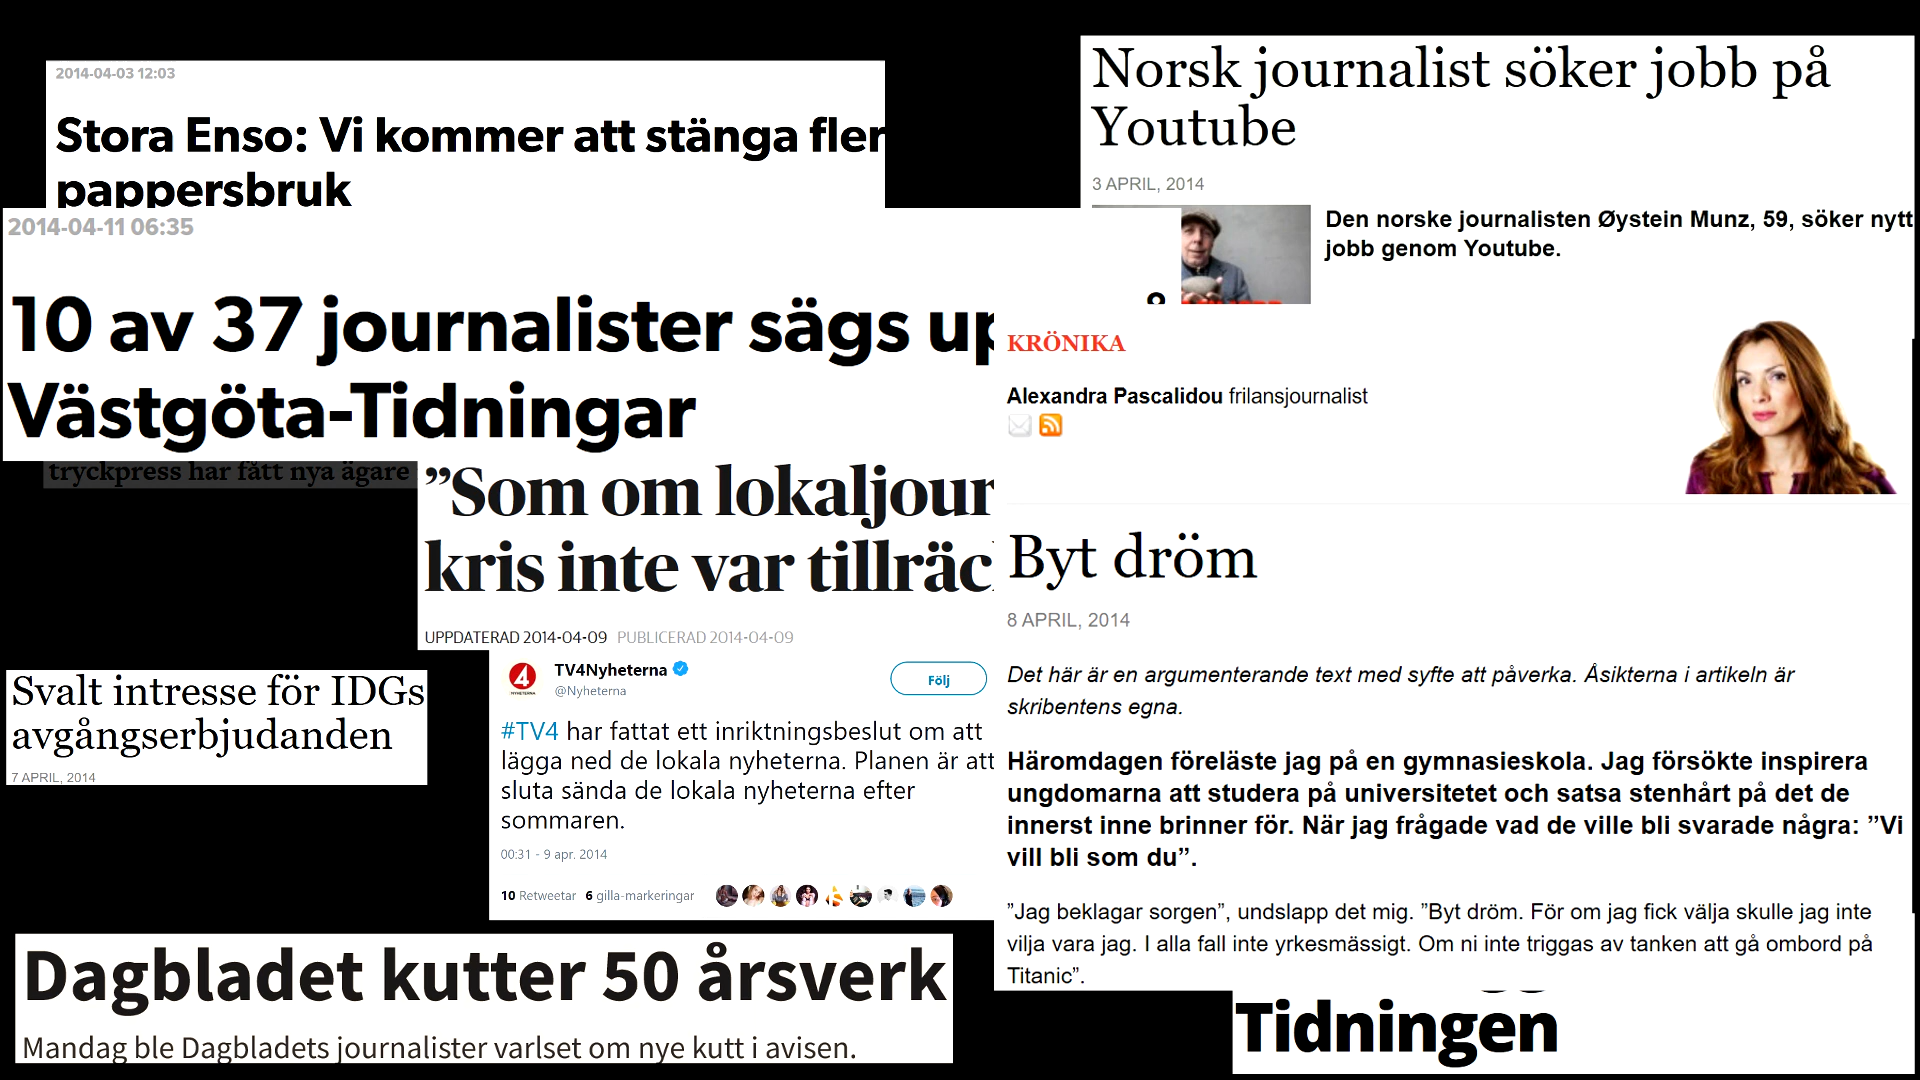 2014-04-03 12:03
Stora Enso: Vi kommer att stänga fler
pappersbruk
2014-04-11 06:35
10 av 37 journalister sägs up
Västgöta-Tidningar
tryckpress har fått nya ägare
”Som om lokaljour
kris inte var tillräc
UPPDATERAD 2014-04-09 PUBLICERAD 2014-04-09
Svalt intresse för IDGs
avgångserbjudanden
7 APRIL, 2014
TV4Nyheterna
@Nyheterna
Följ
#TV4 har fattat ett inriktningsbeslut om att
lägga ned de lokala nyheterna. Planen är att
sluta sända de lokala nyheterna efter
sommaren.
00:31 - 9 apr. 2014
10 Retweetar 6 gilla-markeringar
Dagbladet kutter 50 årsverk
Mandag ble Dagbladets journalister varlset om nye kutt i avisen.
Norsk journalist söker jobb på
Youtube
3 APRIL, 2014
Den norske journalisten Øystein Munz, 59, söker nytt
jobb genom Youtube.
KRÖNIKA
Alexandra Pascalidou frilansjournalist
Byt dröm
8 APRIL, 2014
Det här är en argumenterande text med syfte att påverka. Åsikterna i artikeln är
skribentens egna.
Häromdagen föreläste jag på en gymnasieskola. Jag försökte inspirera
ungdomarna att studera på universitetet och satsa stenhårt på det de
innerst inne brinner för. När jag frågade vad de ville bli svarade några: ”Vi
vill bli som du”.
”Jag beklagar sorgen”, undslapp det mig. ”Byt dröm. För om jag fick välja skulle jag inte
vilja vara jag. I alla fall inte yrkesmässigt. Om ni inte triggas av tanken att gå ombord på
Titanic”.
Tidningen